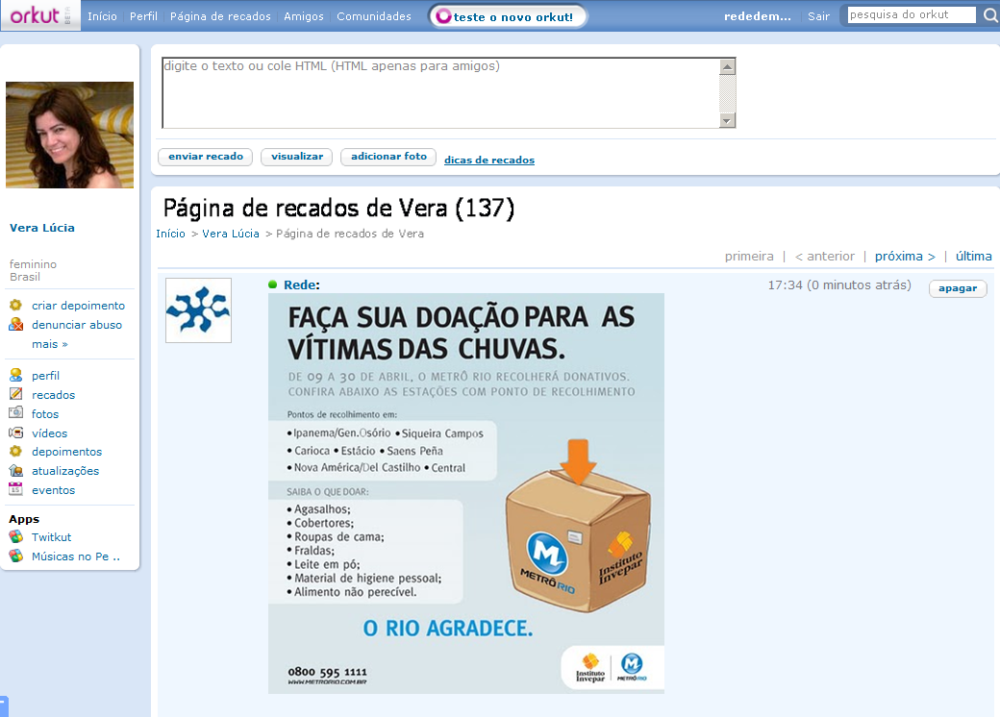 orkut BETA
Início | Perfil | Página de recados | Amigos | Comunidades
teste o novo orkut!
rededem... | Sair
pesquisa do orkut
digite o texto ou cole HTML (HTML apenas para amigos)
enviar recado
visualizar
adicionar foto
dicas de recados
Vera Lúcia
feminino
Brasil
criar depoimento
denunciar abuso
mais »
perfil
recados
fotos
vídeos
depoimentos
atualizações
eventos
Apps
Twitkut
Músicas no Pe ..
Página de recados de Vera (137)
Início > Vera Lúcia > Página de recados de Vera
primeira | < anterior | próxima > | última
Rede:
17:34 (0 minutos atrás)
apagar
FAÇA SUA DOAÇÃO PARA AS
VÍTIMAS DAS CHUVAS.
DE 09 A 30 DE ABRIL, O METRÔ RIO RECOLHERÁ DONATIVOS.
CONFIRA ABAIXO AS ESTAÇÕES COM PONTO DE RECOLHIMENTO
Pontos de recolhimento em:
•Ipanema/Gen.Osório •Siqueira Campos
•Carioca •Estácio •Saens Peña
•Nova América/Del Castilho •Central
SAIBA O QUE DOAR:
•Agasalhos;
•Cobertores;
•Roupas de cama;
•Fraldas;
•Leite em pó;
•Material de higiene pessoal;
•Alimento não perecível.
METRÔRIO
Instituto
Invepar
O RIO AGRADECE.
0800 595 1111
WWW.METRORIO.COM.BR
Instituto
Invepar
METRÔRIO